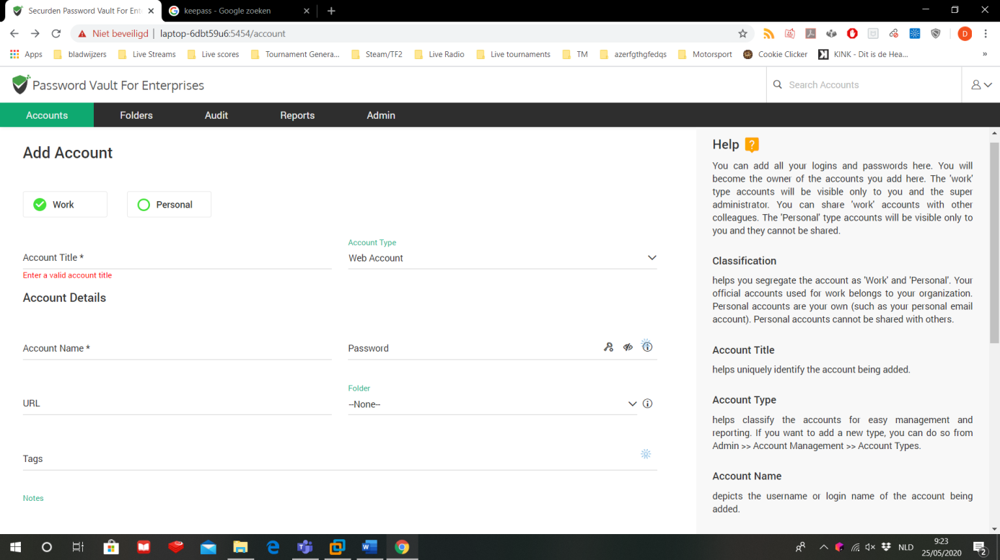 Securden Password Vault For Ent
keepass - Google zoeken
Niet beveiligd | laptop-6dbt59u6:5454/account
D
Apps bladwijzers Live Streams Live scores Tournament Genera... Steam/TF2 Live Radio Live tournaments TM azerfgthgfedqs Motorsport Cookie Clicker KINK - Dit is de Hea... »
Password Vault For Enterprises
Search Accounts
Accounts Folders Audit Reports Admin
Add Account
Work Personal
Account Type
Account Title *
Web Account
Enter a valid account title
Account Details
Account Name *
Password
URL
Folder
--None--
Tags
Notes
Help ?
You can add all your logins and passwords here. You will
become the owner of the accounts you add here. The 'work'
type accounts will be visible only to you and the super
administrator. You can share 'work' accounts with other
colleagues. The 'Personal' type accounts will be visible only to
you and they cannot be shared.
Classification
helps you segregate the account as 'Work' and 'Personal'. Your
official accounts used for work belongs to your organization.
Personal accounts are your own (such as your personal email
account). Personal accounts cannot be shared with others.
Account Title
helps uniquely identify the account being added.
Account Type
helps classify the accounts for easy management and
reporting. If you want to add a new type, you can do so from
Admin >> Account Management >> Account Types.
Account Name
depicts the username or login name of the account being
added.
NLD
9:23
25/05/2020
2